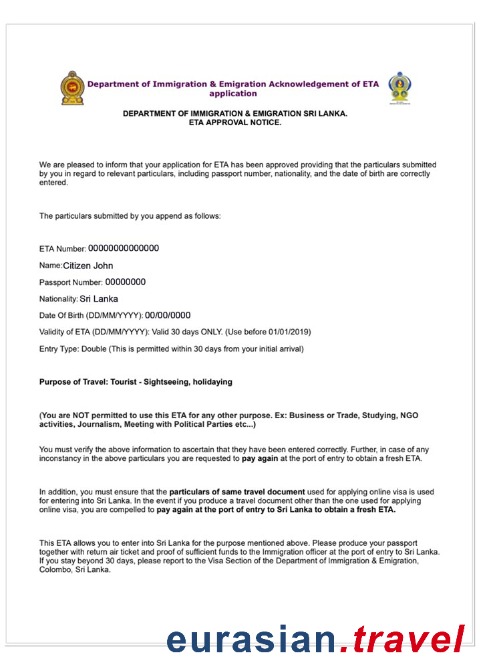 Department of Immigration & Emigration Acknowledgement of ETA
application
DEPARTMENT OF IMMIGRATION & EMIGRATION SRI LANKA.
ETA APPROVAL NOTICE.
We are pleased to inform that your application for ETA has been approved providing that the particulars submitted
by you in regard to relevant particulars, including passport number, nationality, and the date of birth are correctly
entered.
The particulars submitted by you append as follows:
ETA Number: 00000000000000
Name:Citizen John
Passport Number: 00000000
Nationality: Sri Lanka
Date Of Birth (DD/MM/YYYY): 00/00/0000
Validity of ETA (DD/MM/YYYY): Valid 30 days ONLY. (Use before 01/01/2019)
Entry Type: Double (This is permitted within 30 days from your initial arrival)
Purpose of Travel: Tourist - Sightseeing, holidaying
(You are NOT permitted to use this ETA for any other purpose. Ex: Business or Trade, Studying, NGO
activities, Journalism, Meeting with Political Parties etc...)
You must verify the above information to ascertain that they have been entered correctly. Further, in case of any
inconstancy in the above particulars you are requested to pay again at the port of entry to obtain a fresh ETA.
In addition, you must ensure that the particulars of same travel document used for applying online visa is used
for entering into Sri Lanka. In the event if you produce a travel document other than the one used for applying
online visa, you are compelled to pay again at the port of entry to Sri Lanka to obtain a fresh ETA.
This ETA allows you to enter into Sri Lanka for the purpose mentioned above. Please produce your passport
together with return air ticket and proof of sufficient funds to the Immigration officer at the port of entry to Sri Lanka.
If you stay beyond 30 days, please report to the Visa Section of the Department of Immigration & Emigration,
Colombo, Sri Lanka.
eurasian.travel